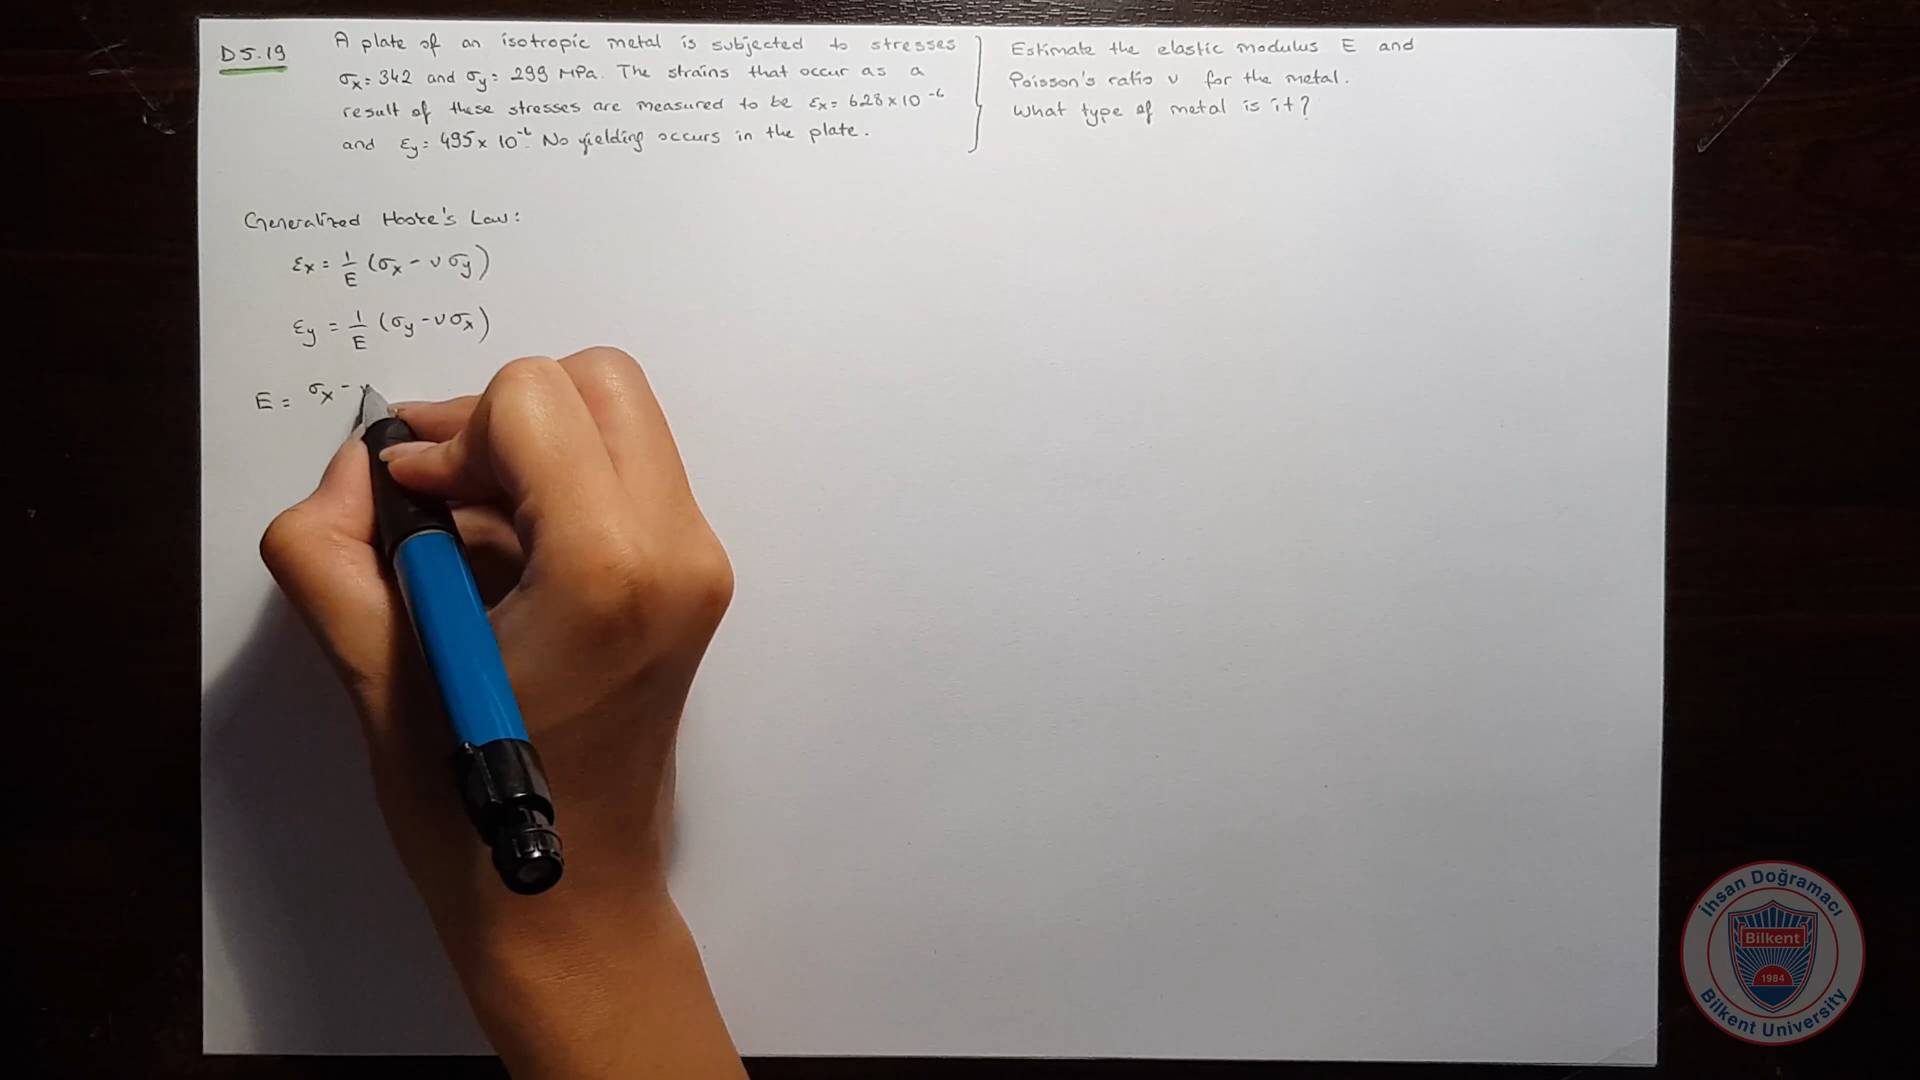 D5.19
A plate of an isotropic metal is subjected to stresses
σx = 342 and σy = 299 MPa. The strains that occur as a
result of these stresses are measured to be εx = 628 x 10^-6
and εy = 495 x 10^-6. No yielding occurs in the plate.
Estimate the elastic modulus E and
Poisson's ratio ν for the metal.
What type of metal is it?
Generalized Hooke's Law:
εx = 1/E (σx - ν σy)
εy = 1/E (σy - ν σx)
E = σx -
İhsan Doğramacı
Bilkent
1984
Bilkent University